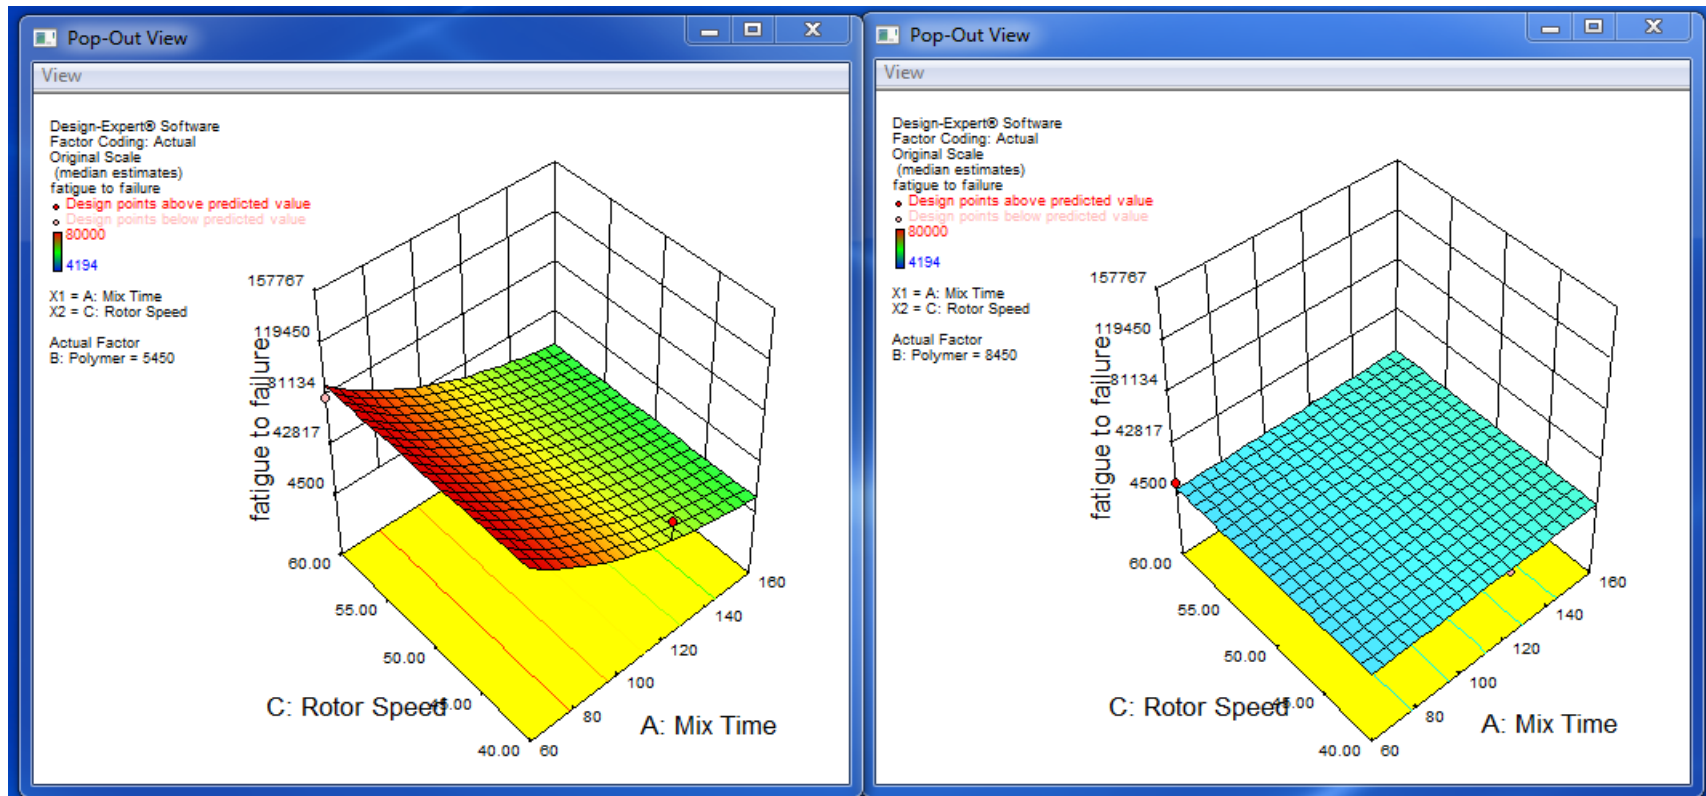 Pop-Out View
View
Design-Expert® Software
Factor Coding: Actual
Original Scale
(median estimates)
fatigue to failure
Design points above predicted value
Design points below predicted value
80000
4194
X1 = A: Mix Time
X2 = C: Rotor Speed
Actual Factor
B: Polymer = 5450
157767
119450
81134
42817
4500
fatigue to failure
60.00
55.00
50.00
40.00
C: Rotor Speed
60
80
100
120
140
160
A: Mix Time
Pop-Out View
View
Design-Expert® Software
Factor Coding: Actual
Original Scale
(median estimates)
fatigue to failure
Design points above predicted value
Design points below predicted value
80000
4194
X1 = A: Mix Time
X2 = C: Rotor Speed
Actual Factor
B: Polymer = 8450
157767
119450
81134
42817
4500
fatigue to failure
60.00
55.00
50.00
40.00
C: Rotor Speed
60
80
100
120
140
160
A: Mix Time